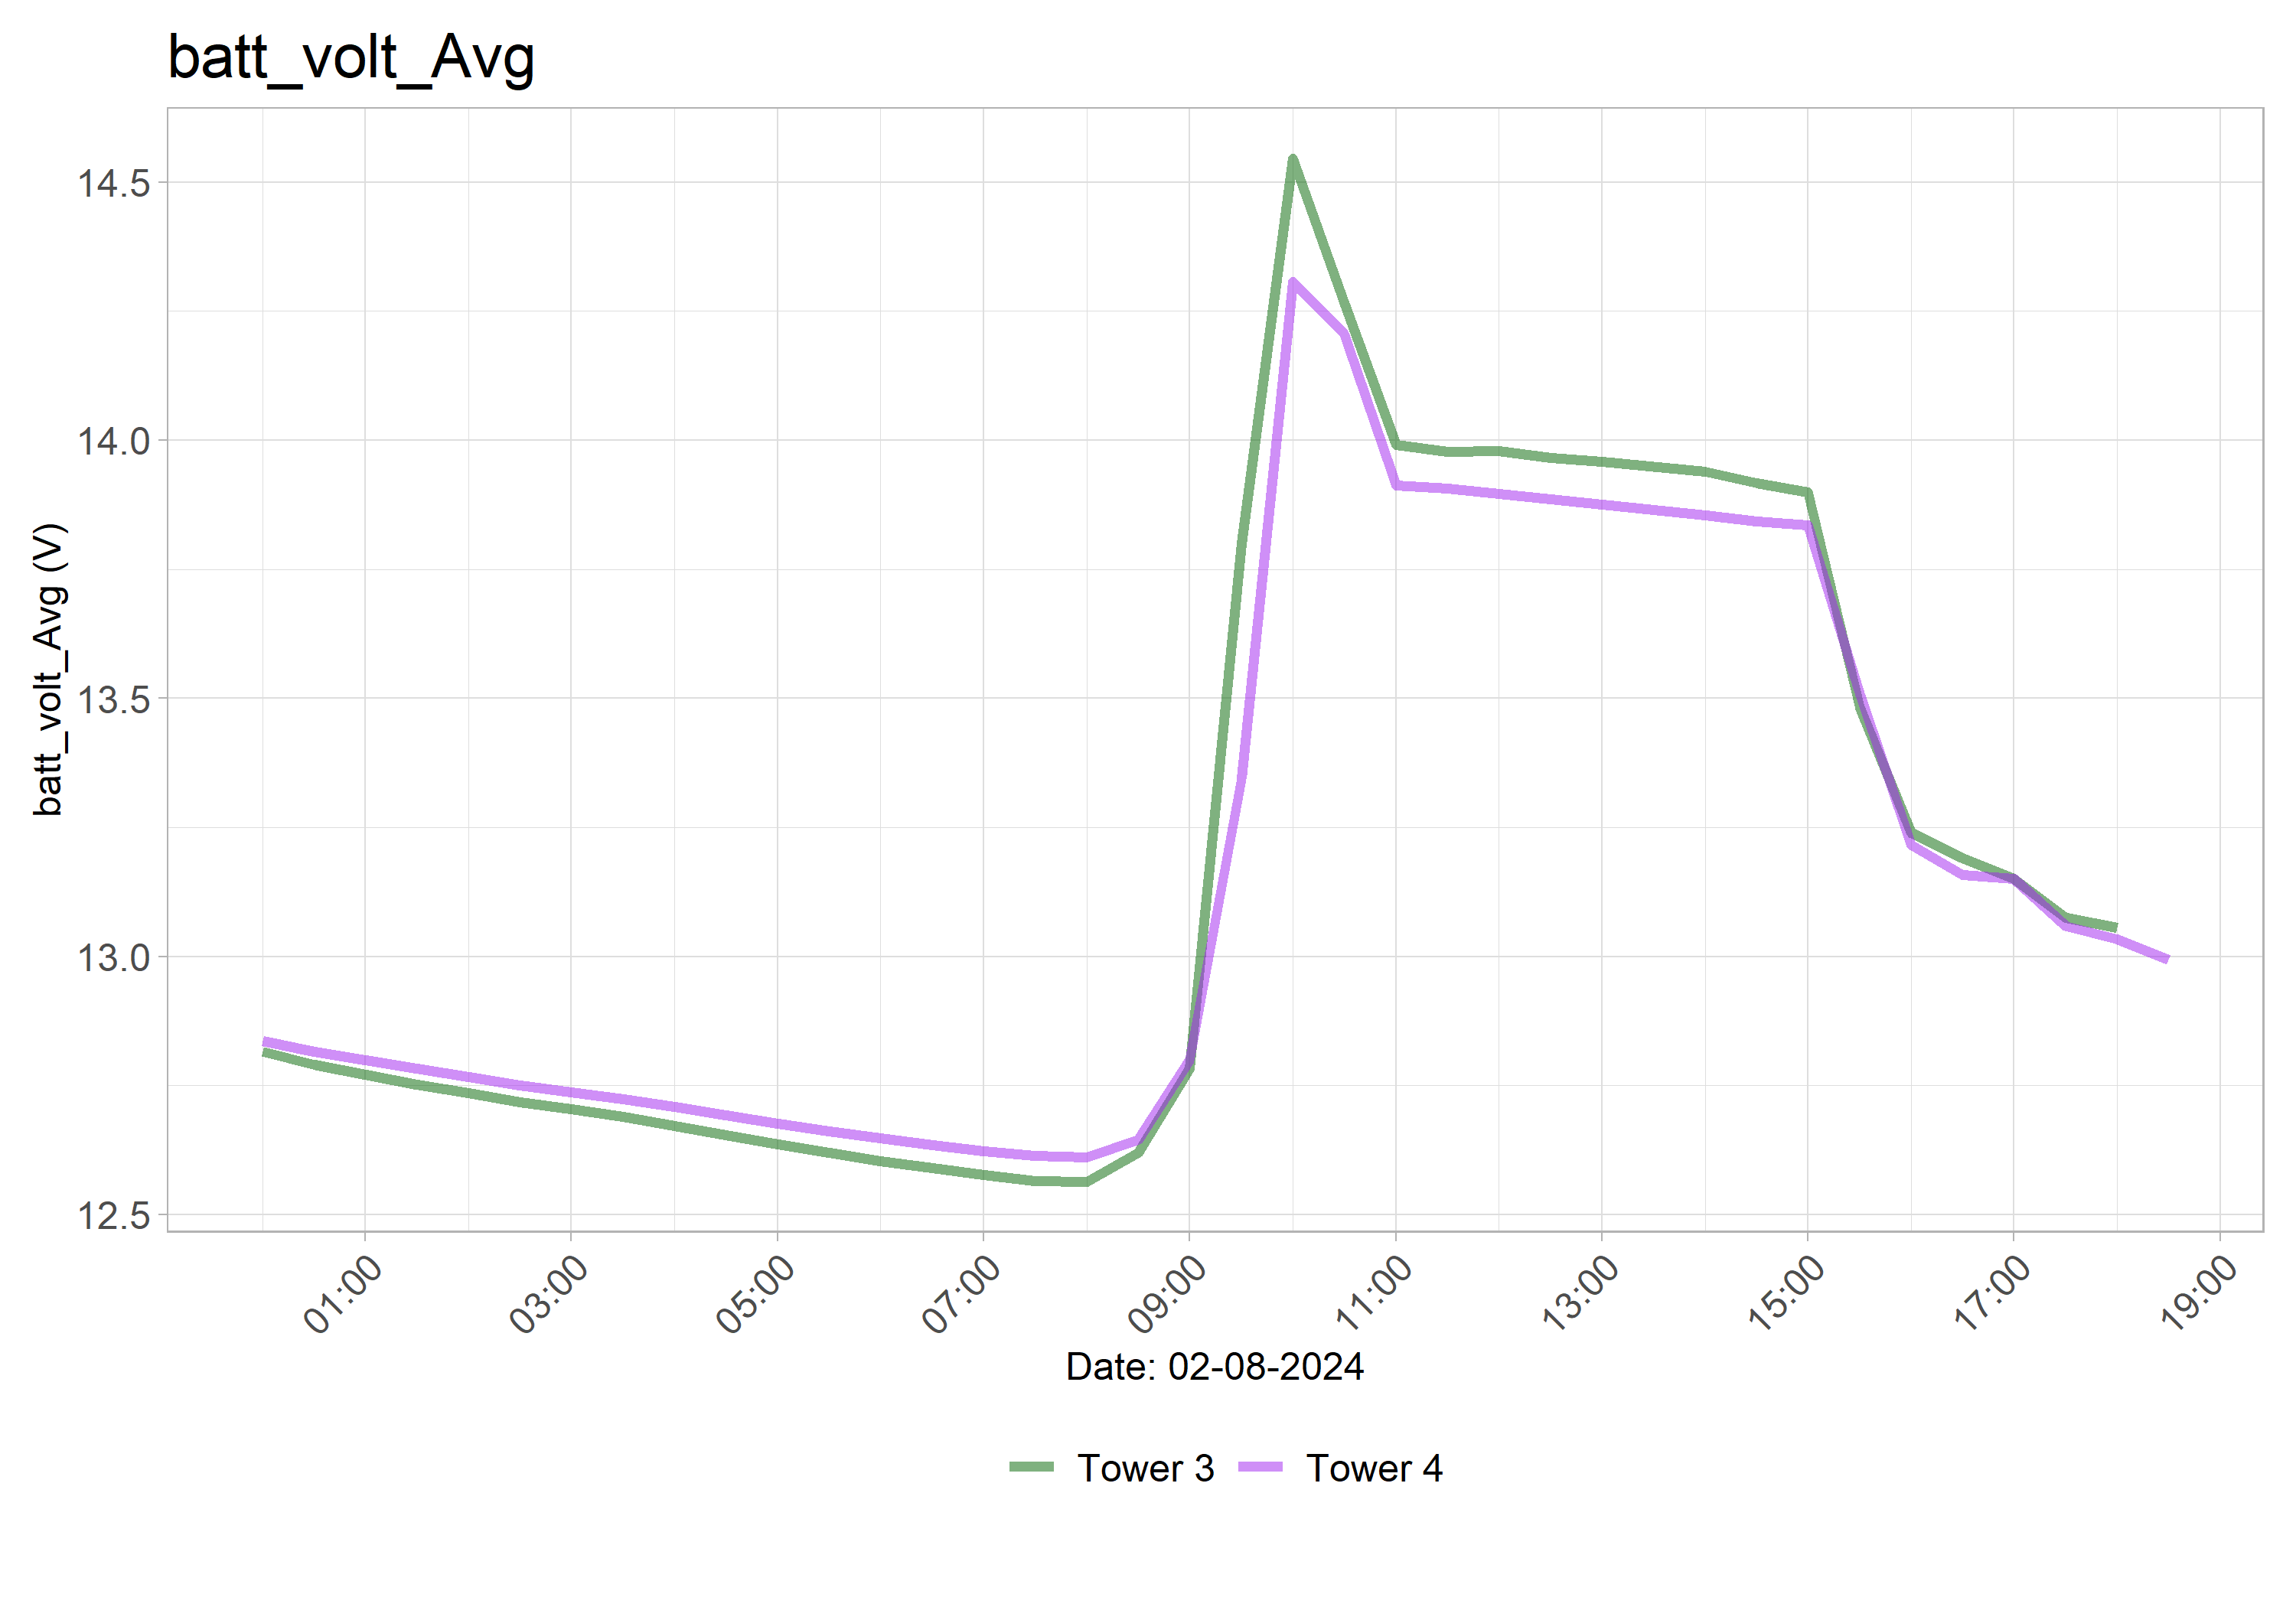 batt_volt_Avg
batt_volt_Avg (V)
14.5
14.0
13.5
13.0
12.5
01:00 03:00 05:00 07:00 09:00 11:00 13:00 15:00 17:00 19:00
Date: 02-08-2024
Tower 3 Tower 4